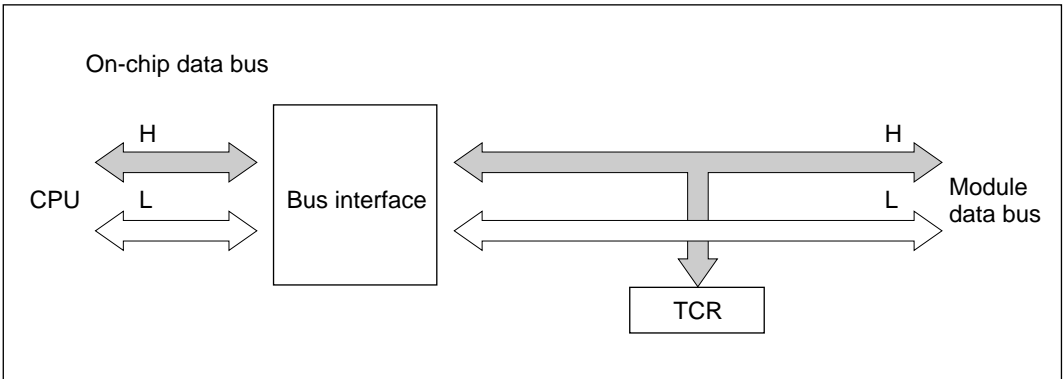 On-chip data bus
H
H
CPU
L
Bus interface
L
Module
data bus
TCR